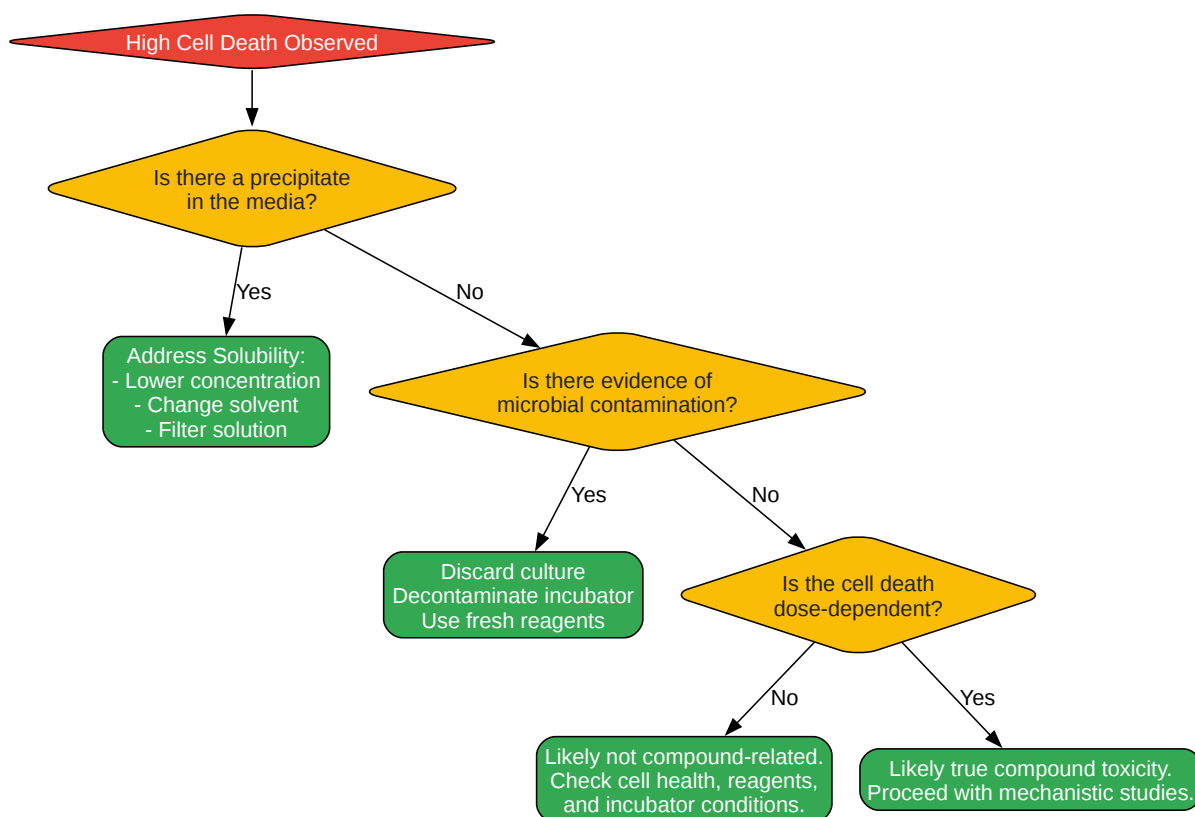 High Cell Death Observed
Is there a precipitate
in the media?
Yes
No
Address Solubility:
- Lower concentration
- Change solvent
- Filter solution
Is there evidence of
microbial contamination?
Yes
No
Discard culture
Decontaminate incubator
Use fresh reagents
Is the cell death
dose-dependent?
No
Yes
Likely not compound-related.
Check cell health, reagents,
and incubator conditions.
Likely true compound toxicity.
Proceed with mechanistic studies.